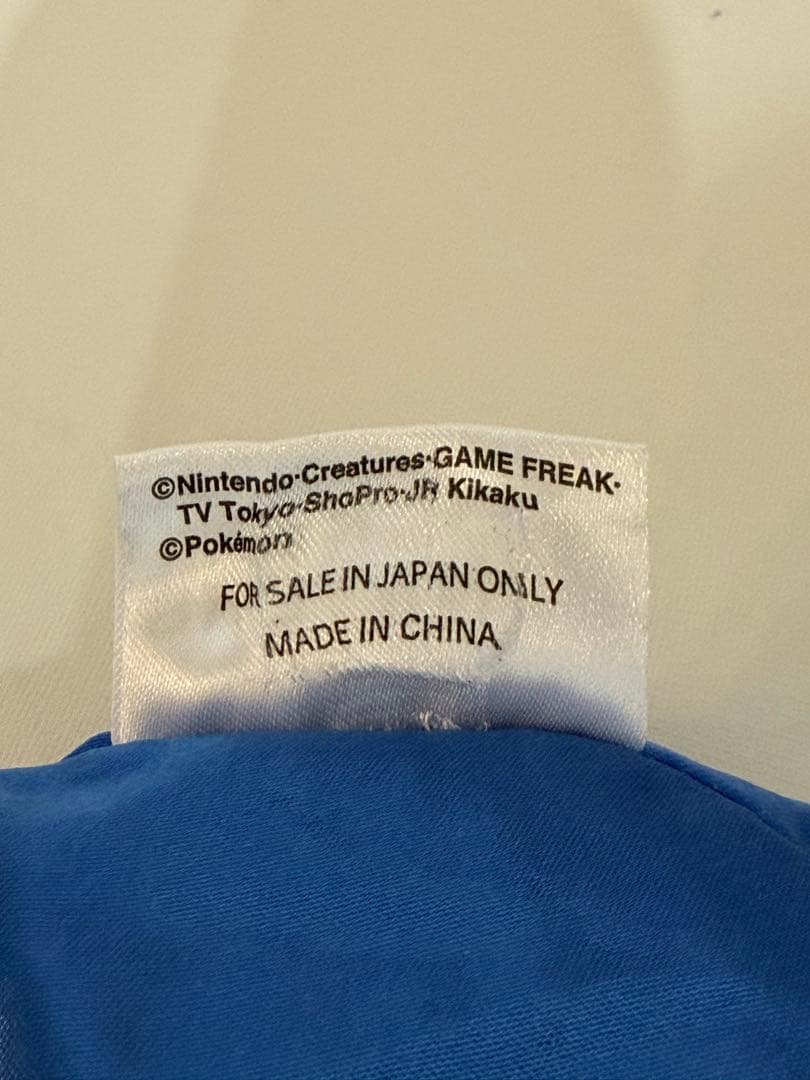 ©Nintendo·Creatures·GAME FREAK·
TV Tokyo·ShoPro·JR Kikaku
©Pokémon
FOR SALE IN JAPAN ONLY
MADE IN CHINA